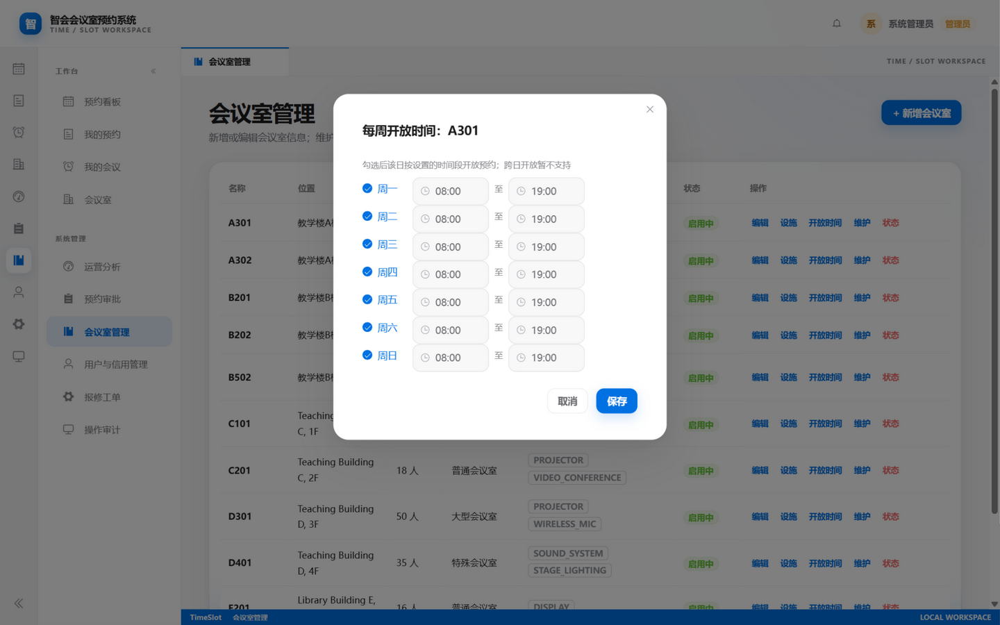 智
智会会议室预约系统
TIME / SLOT WORKSPACE
系
系统管理员
管理员
工作台
预约看板
我的预约
我的会议
会议室
系统管理
运营分析
预约审批
会议室管理
用户与信用管理
报修工单
操作审计
会议室管理
TIME / SLOT WORKSPACE
会议室管理
新增或编辑会议室信息；维护
+ 新增会议室
名称 位置 状态 操作
A301 教学楼A 启用中 编辑 设施 开放时间 维护 状态
A302 教学楼A 启用中 编辑 设施 开放时间 维护 状态
B201 教学楼B 启用中 编辑 设施 开放时间 维护 状态
B202 教学楼B 启用中 编辑 设施 开放时间 维护 状态
B502 教学楼B 启用中 编辑 设施 开放时间 维护 状态
C101 Teaching C, 1F 启用中 编辑 设施 开放时间 维护 状态
C201 Teaching Building C, 2F 18 人 普通会议室 PROJECTOR VIDEO_CONFERENCE 启用中 编辑 设施 开放时间 维护 状态
D301 Teaching Building D, 3F 50 人 大型会议室 PROJECTOR WIRELESS_MIC 启用中 编辑 设施 开放时间 维护 状态
D401 Teaching Building D, 4F 35 人 特殊会议室 SOUND_SYSTEM STAGE_LIGHTING 启用中 编辑 设施 开放时间 维护 状态
E201 Library Building E, 16 人 普通会议室 DISPLAY 启用中 编辑 设施 开放时间 维护 状态
每周开放时间：A301
勾选后该日按设置的时间段开放预约；跨日开放暂不支持
周一 08:00 至 19:00
周二 08:00 至 19:00
周三 08:00 至 19:00
周四 08:00 至 19:00
周五 08:00 至 19:00
周六 08:00 至 19:00
周日 08:00 至 19:00
取消
保存
TimeSlot 会议室管理
LOCAL WORKSPACE